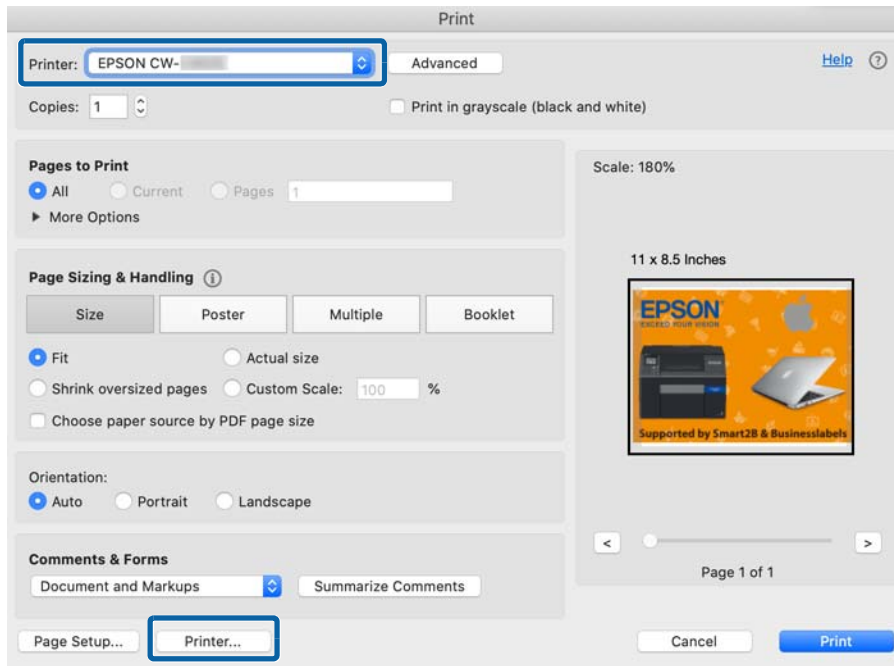 Print
Printer: EPSON CW- Advanced Help ?
Copies: 1 Print in grayscale (black and white)
Pages to Print
All Current Pages 1
More Options
Page Sizing & Handling i
Size Poster Multiple Booklet
Fit Actual size
Shrink oversized pages Custom Scale: 100 %
Choose paper source by PDF page size
Orientation:
Auto Portrait Landscape
Comments & Forms
Document and Markups Summarize Comments
Page Setup... Printer...
Scale: 180%
11 x 8.5 Inches
EPSON
EXCEED YOUR VISION
Supported by Smart2B & Businesslabels
< >
Page 1 of 1
Cancel Print